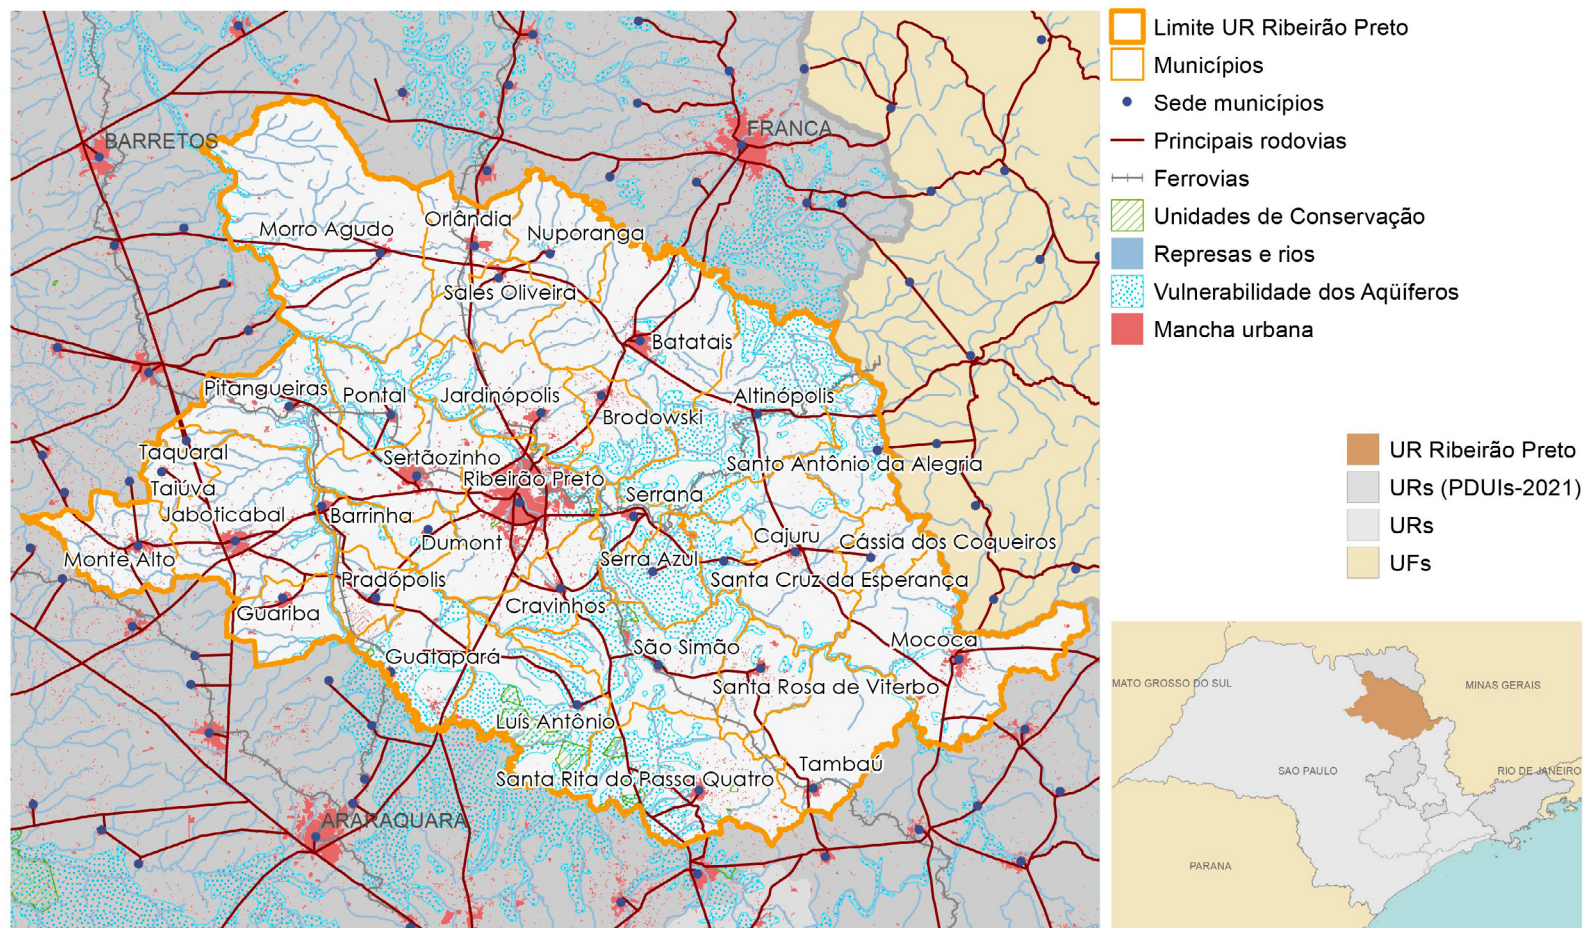 BARRETOS
FRANCA
Orlândia
Morro Agudo
Nuporanga
Sales Oliveira
Batatais
Pitangueiras
Pontal
Jardinópolis
Altinópolis
Brodowski
Taquaral
Sertãozinho
Santo Antônio da Alegria
Ribeirão Preto
Taiúva
Serrana
Jaboticabal
Barrinha
Cajuru
Cássia dos Coqueiros
Dumont
Monte Alto
Serra Azul
Pradópolis
Santa Cruz da Esperança
Cravinhos
Guariba
Mococa
São Simão
Guatapará
Santa Rosa de Viterbo
Luís Antônio
Tambaú
Santa Rita do Passa Quatro
ARARAQUARA
Limite UR Ribeirão Preto
Municípios
Sede municípios
Principais rodovias
Ferrovias
Unidades de Conservação
Represas e rios
Vulnerabilidade dos Aqüíferos
Mancha urbana
UR Ribeirão Preto
URs (PDUIs-2021)
URs
UFs
MATO GROSSO DO SUL
MINAS GERAIS
SAO PAULO
RIO DE JANEIRO
PARANA